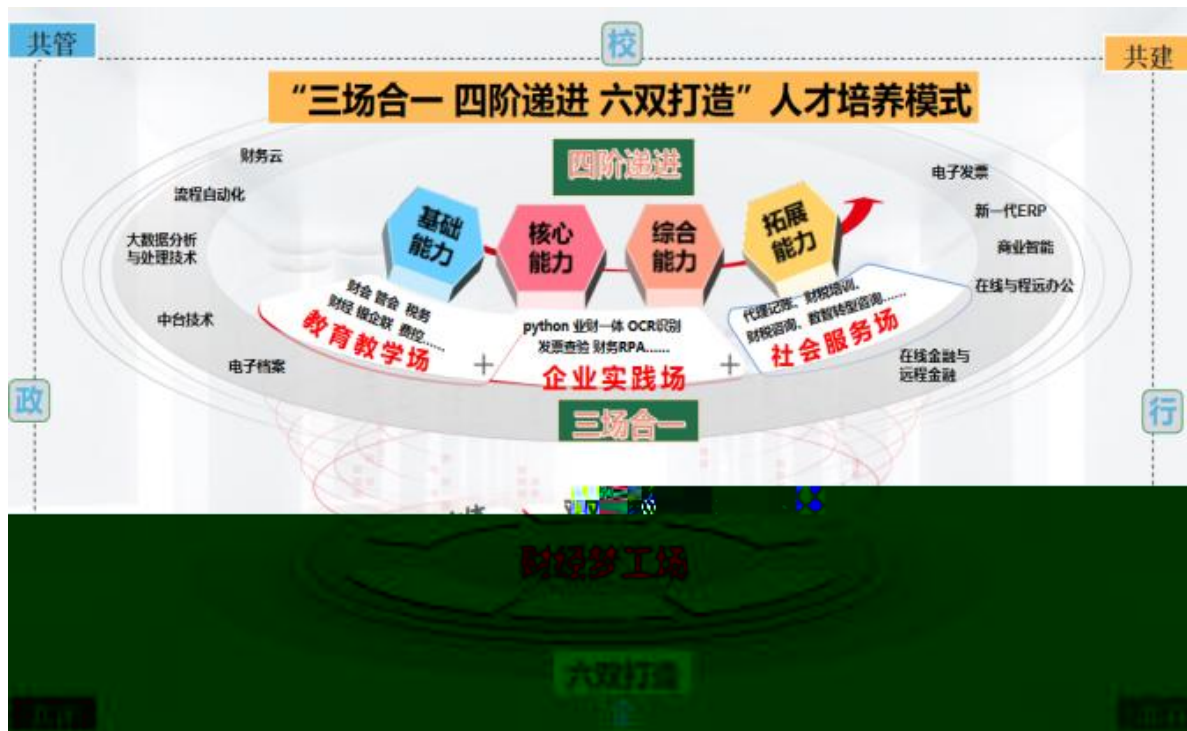 共管
校
共建
“三场合一 四阶递进 六双打造”人才培养模式
四阶递进
财务云
流程自动化
大数据分析
与处理技术
中台技术
电子档案
基础
能力
核心
能力
综合
能力
拓展
能力
电子发票
新一代ERP
商业智能
在线与程远办公
在线金融与
远程金融
财会 管会 税务
财经 银企联 费控......
教育教学场
+
python 业财一体 OCR识别
发票查验 财务RPA......
企业实践场
+
代理记账、财税培训、
财税咨询、数数转型咨询......
社会服务场
三场合一
政
行
财经梦工场
六双打造
企